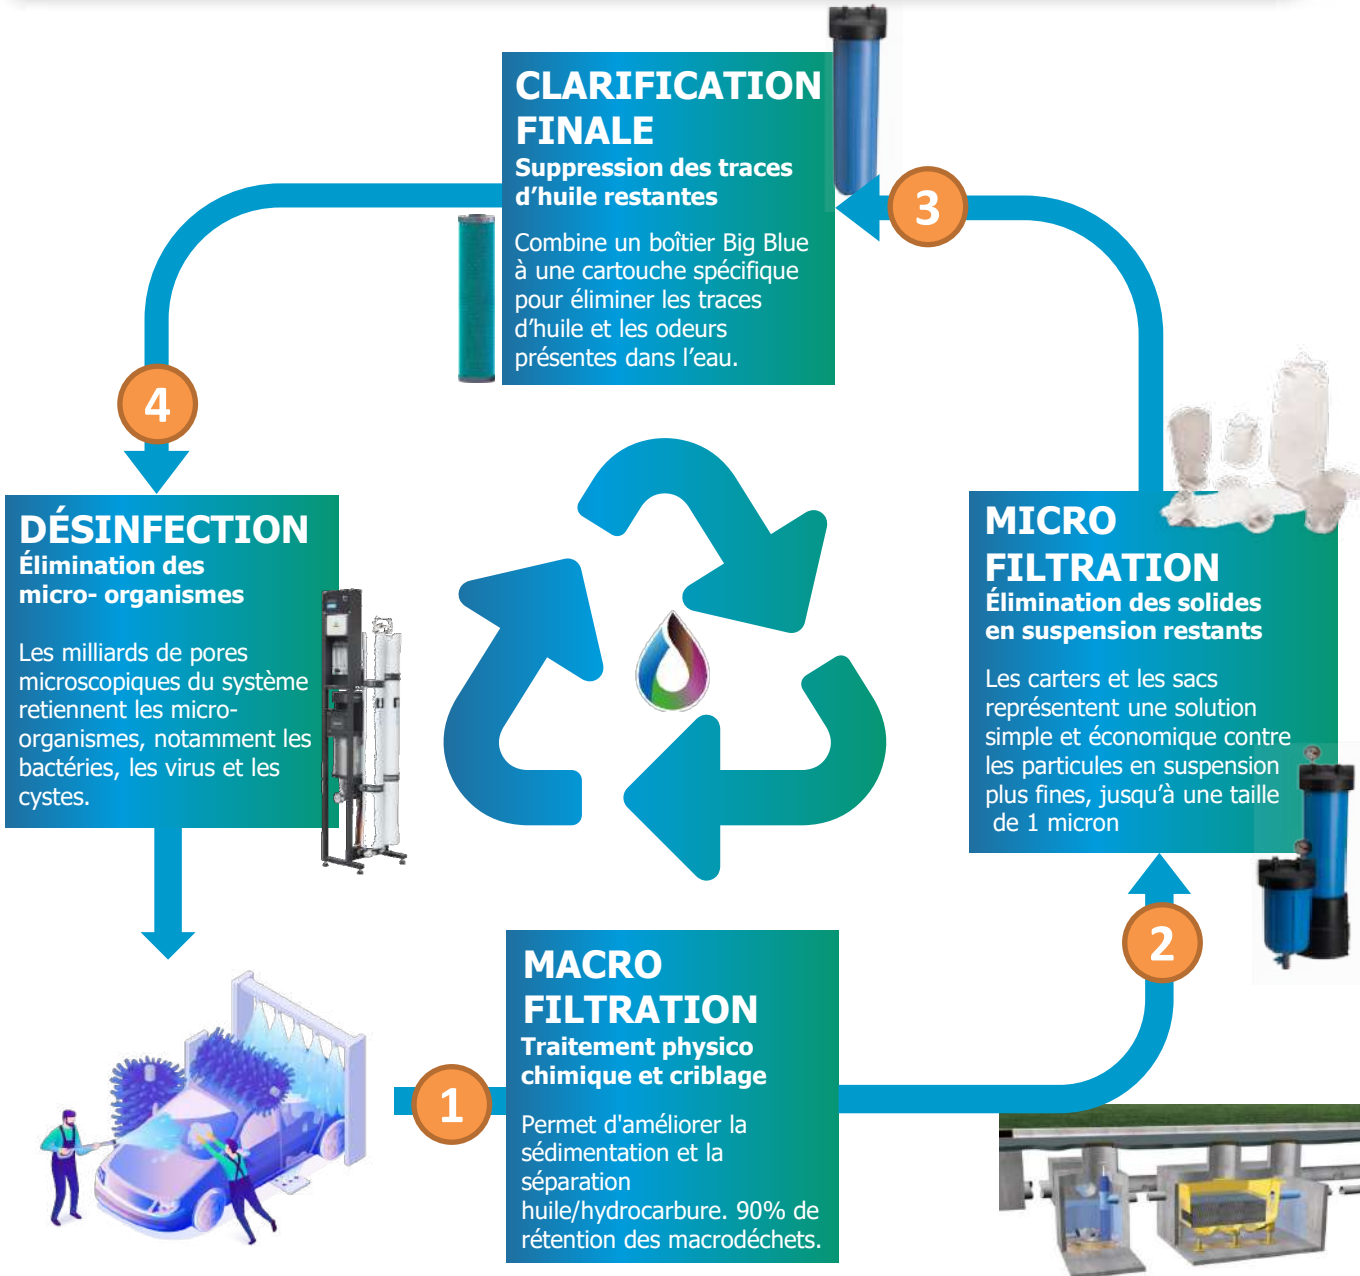 CLARIFICATION
FINALE
Suppression des traces
d’huile restantes
Combine un boîtier Big Blue
à une cartouche spécifique
pour éliminer les traces
d’huile et les odeurs
présentes dans l’eau.
3
4
DÉSINFECTION
Élimination des
micro- organismes
Les milliards de pores
microscopiques du système
retiennent les micro-
organismes, notamment les
bactéries, les virus et les
cystes.
MICRO
FILTRATION
Élimination des solides
en suspension restants
Les carters et les sacs
représentent une solution
simple et économique contre
les particules en suspension
plus fines, jusqu’à une taille
de 1 micron
2
MACRO
FILTRATION
Traitement physico
chimique et criblage
Permet d'améliorer la
sédimentation et la
séparation
huile/hydrocarbure. 90% de
rétention des macrodéchets.
1